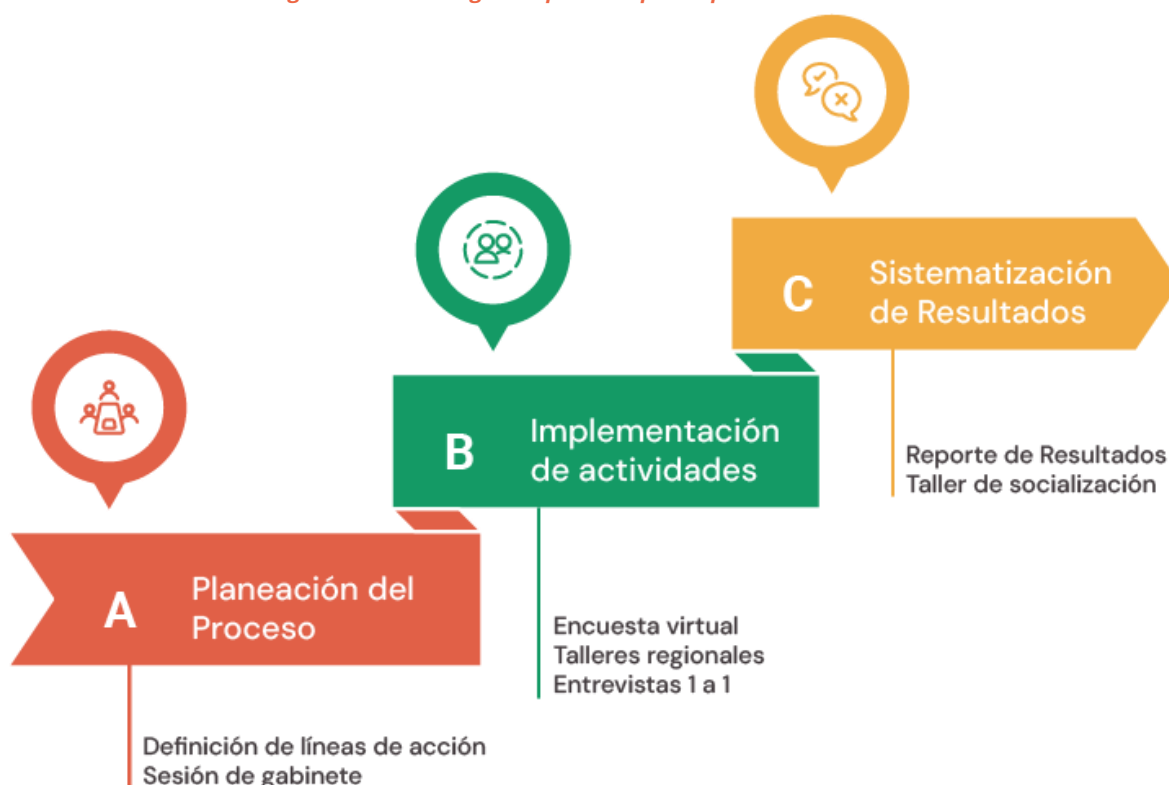 A
Planeación del
Proceso
Definición de líneas de acción
Sesión de gabinete
B
Implementación
de actividades
Encuesta virtual
Talleres regionales
Entrevistas 1 a 1
C
Sistematización
de Resultados
Reporte de Resultados
Taller de socialización